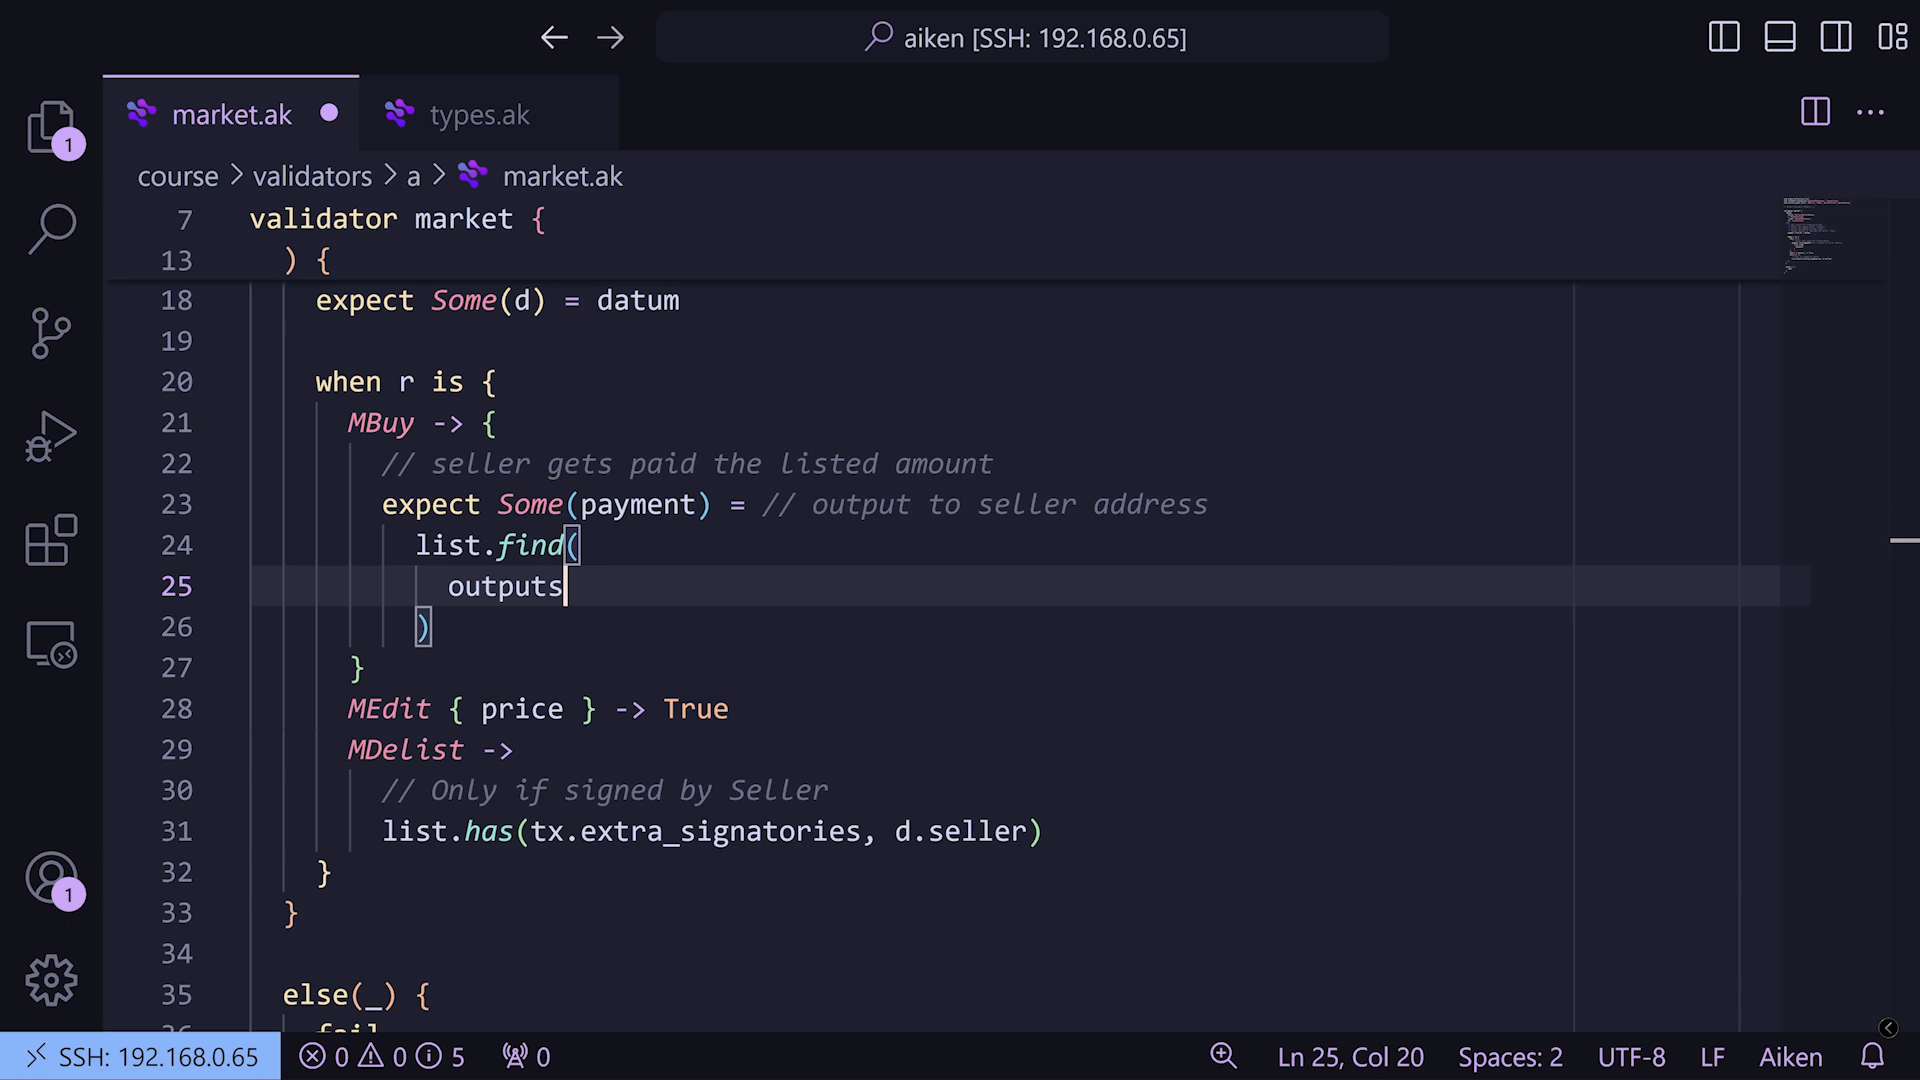 aiken [SSH: 192.168.0.65]
market.ak
types.ak
1
course > validators > a > market.ak
7 validator market {
13 ) {
18 expect Some(d) = datum
19
20 when r is {
21 MBuy -> {
22 // seller gets paid the listed amount
23 expect Some(payment) = // output to seller address
24 list.find(
25 outputs
26 )
27 }
28 MEdit { price } -> True
29 MDelist ->
30 // Only if signed by Seller
31 list.has(tx.extra_signatories, d.seller)
32 }
33 }
34
35 else(_) {
36 fail
1
SSH: 192.168.0.65 0 0 5 0 Ln 25, Col 20 Spaces: 2 UTF-8 LF Aiken